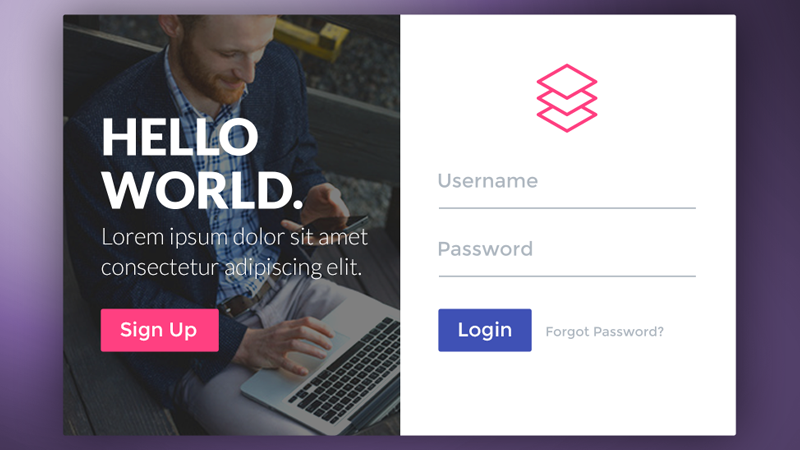 HELLO
WORLD.
Lorem ipsum dolor sit amet
consectetur adipiscing elit.
Sign Up
Username
Password
Login
Forgot Password?